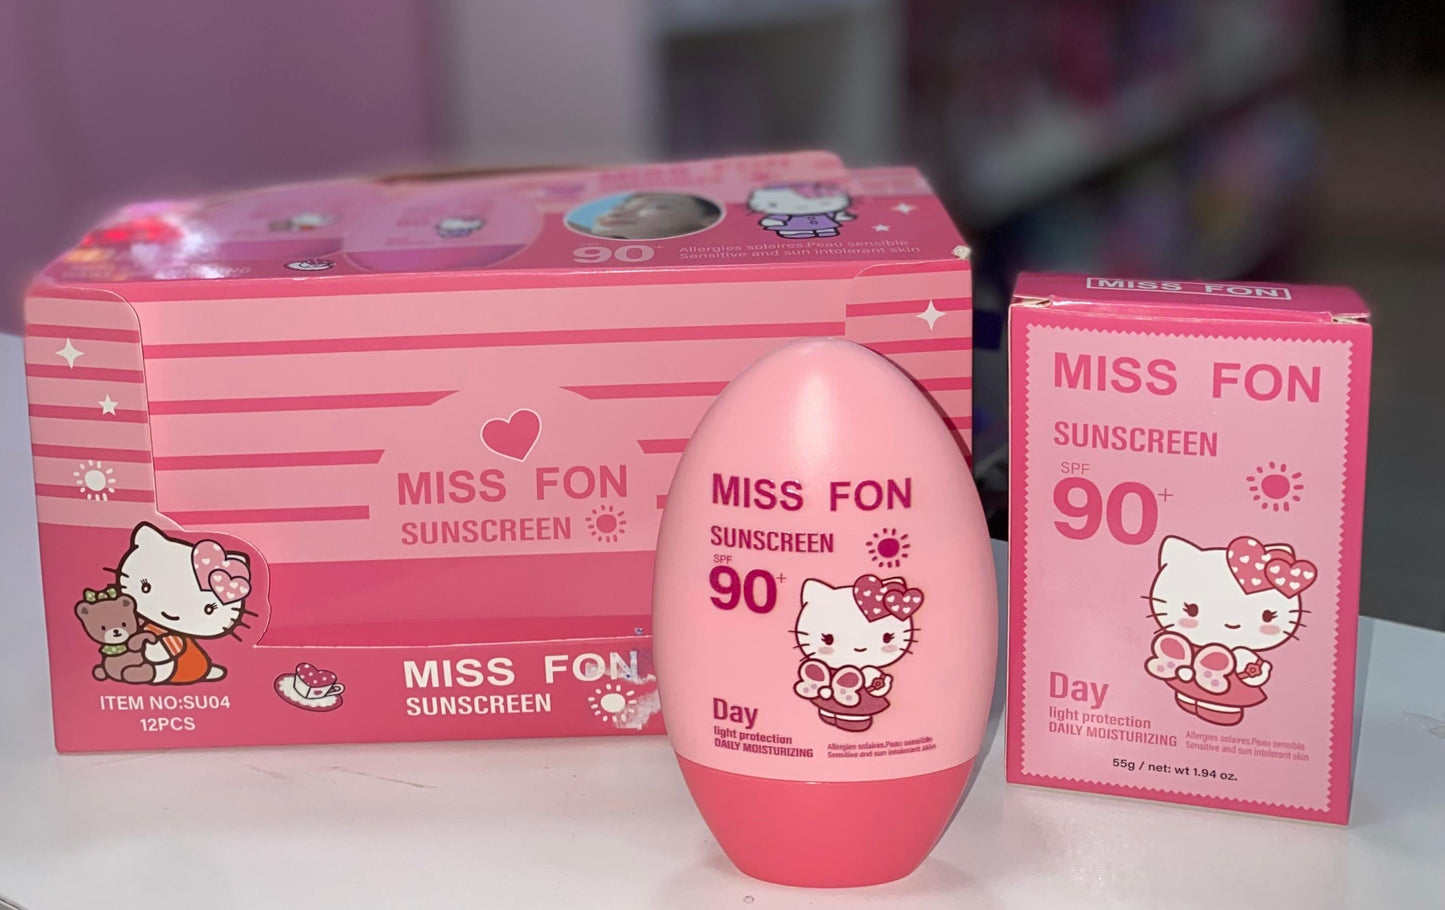 SPF
90+
Allergies solaires.Peau sensible
Sensitive and sun intolerant skin
MISS FON
SUNSCREEN
ITEM NO:SU04
12PCS
MISS FON
SUNSCREEN
MISS FON
SUNSCREEN
SPF
90+
Day
light protection
DAILY MOISTURIZING
Allergies solaires.Peau sensible
Sensitive and sun intolerant skin
MISS FON
MISS FON
SUNSCREEN
SPF
90+
Day
light protection
DAILY MOISTURIZING
Allergies solaires.Peau sensible
Sensitive and sun intolerant skin
55g / net: wt 1.94 oz.